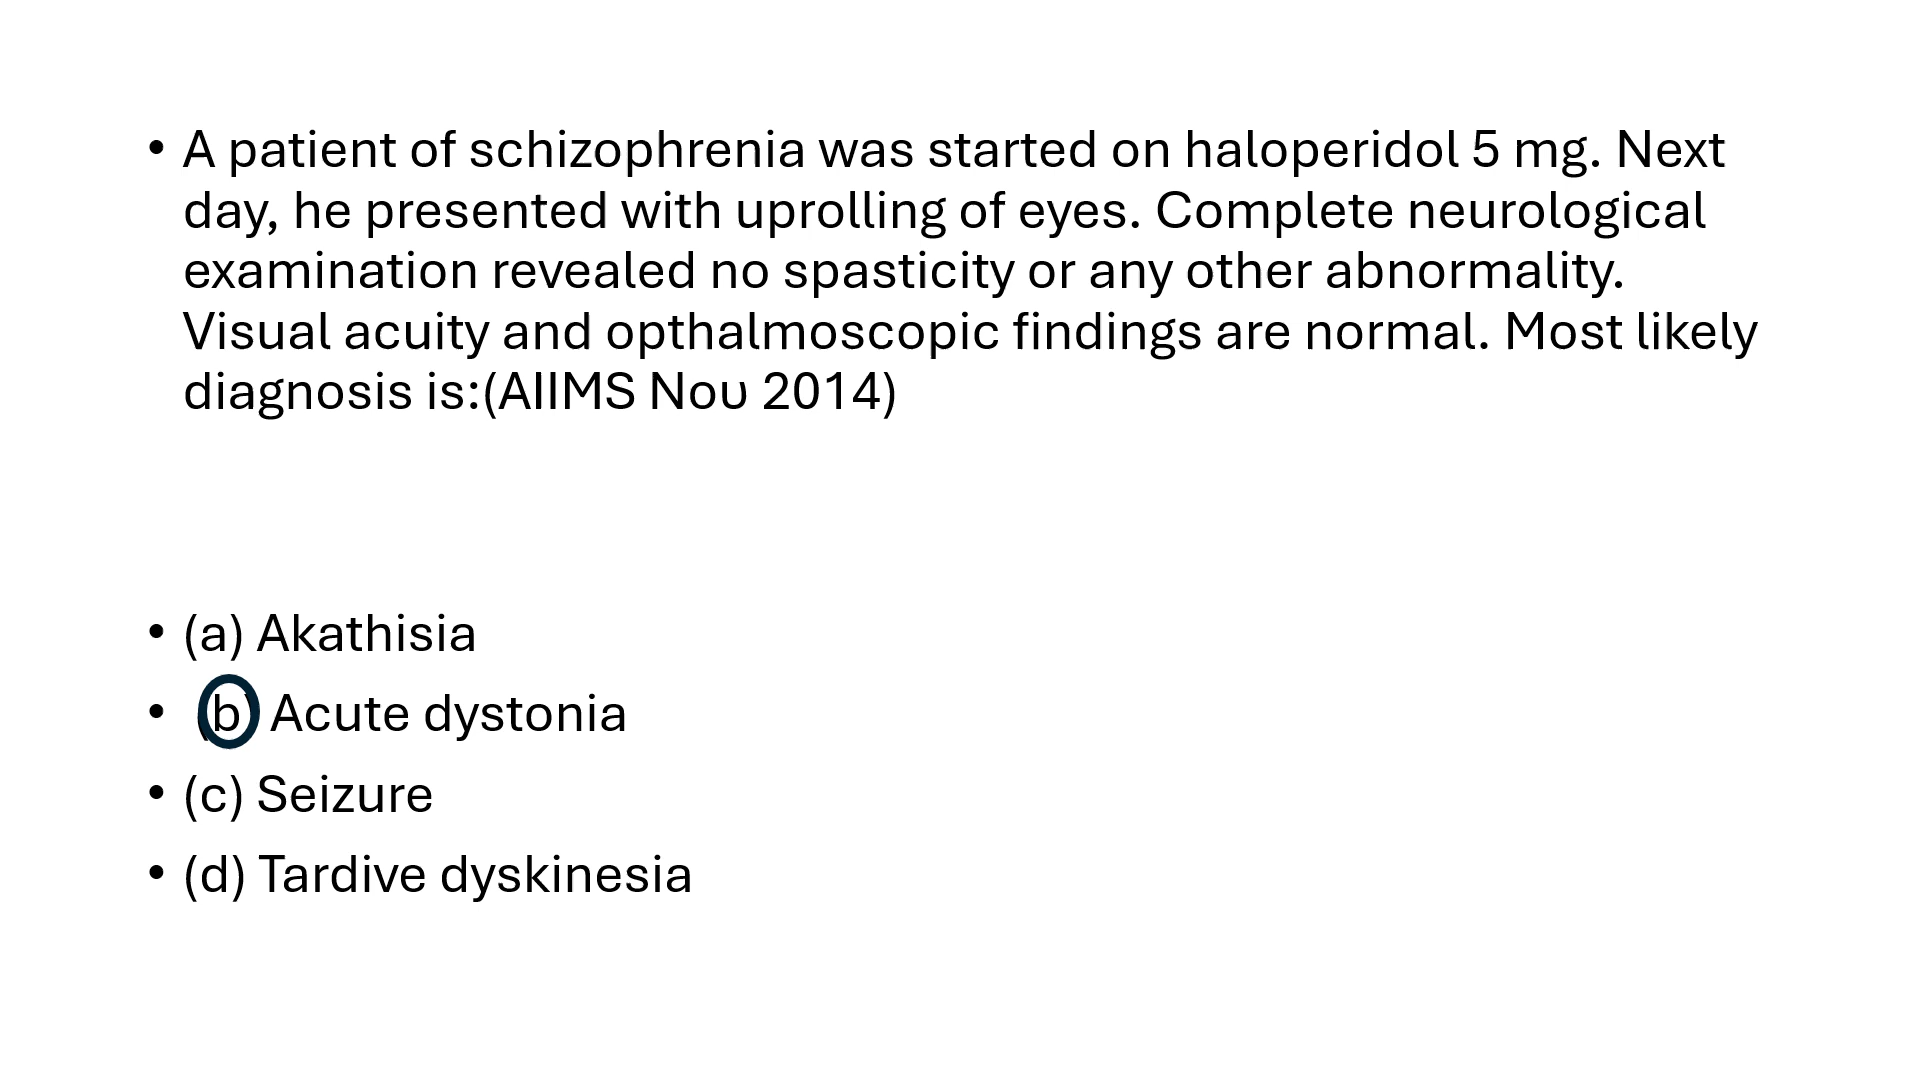 • A patient of schizophrenia was started on haloperidol 5 mg. Next
day, he presented with uprolling of eyes. Complete neurological
examination revealed no spasticity or any other abnormality.
Visual acuity and opthalmoscopic findings are normal. Most likely
diagnosis is:(AIIMS Noυ 2014)
• (a) Akathisia
• (b) Acute dystonia
• (c) Seizure
• (d) Tardive dyskinesia